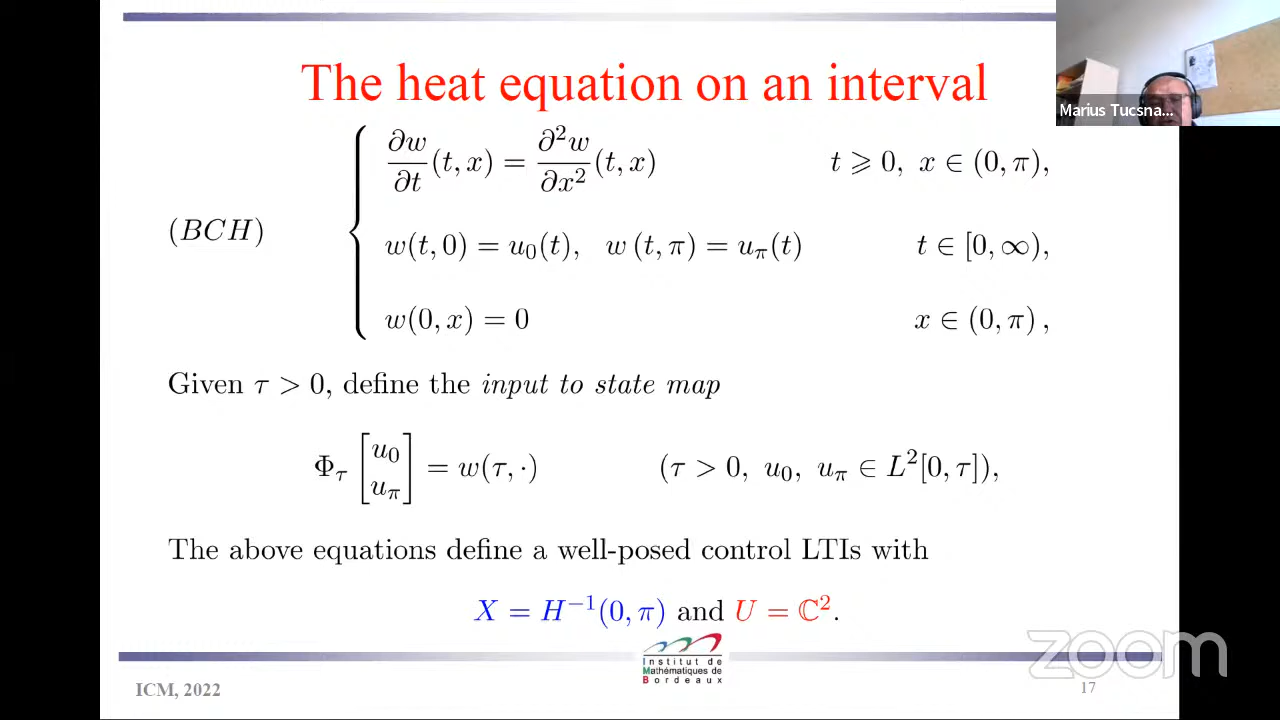 The heat equation on an interval
Marius Tucsna...
(BCH)
∂w/∂t (t, x) = ∂²w/∂x² (t, x) t ⩾ 0, x ∈ (0, π),
w(t, 0) = u₀(t), w (t, π) = u_π(t) t ∈ [0, ∞),
w(0, x) = 0 x ∈ (0, π) ,
Given τ > 0, define the input to state map
Φ_τ [u₀ u_π] = w(τ, ·) (τ > 0, u₀, u_π ∈ L²[0, τ]),
The above equations define a well-posed control LTIs with
X = H⁻¹(0, π) and U = ℂ².
Institut de
Mathématiques de
Bordeaux
zoom
ICM, 2022
17